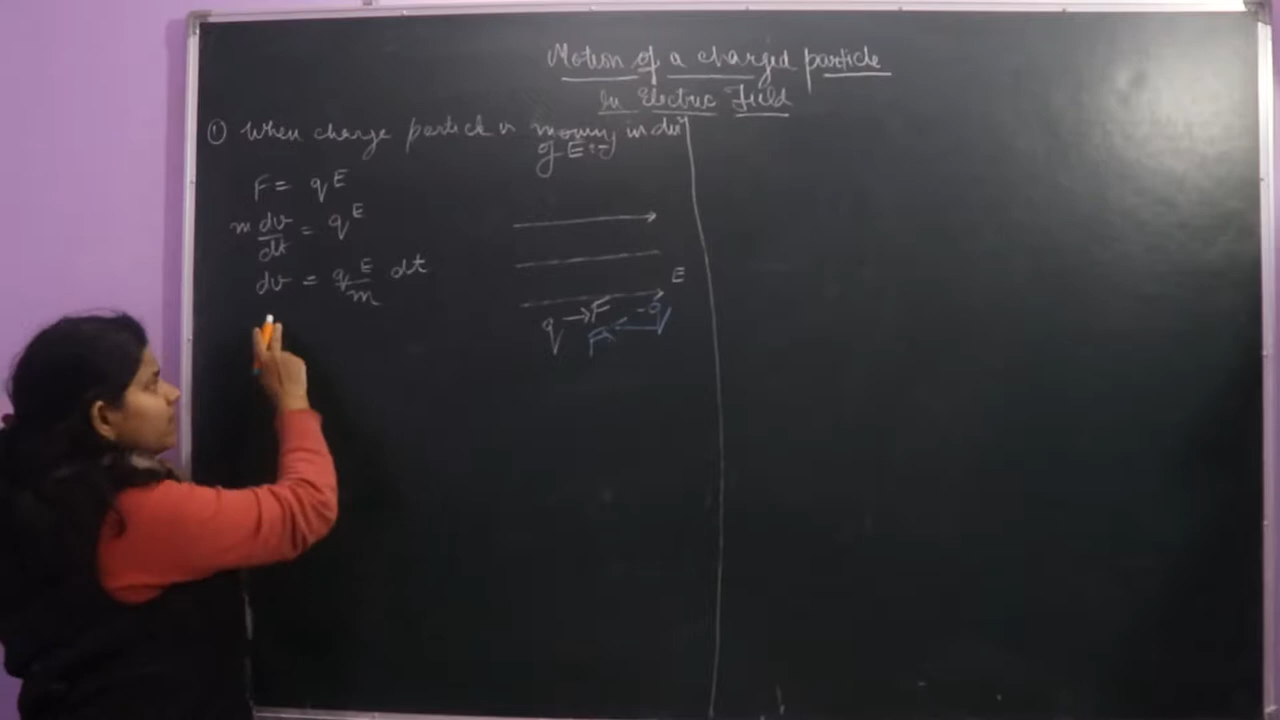 Motion of a charged particle
In Electric Field
① When charge particle is moving in dirⁿ
of E :-
F = qE
m dv/dt = qE
dv = qE/m dt
E
q → F -q
F